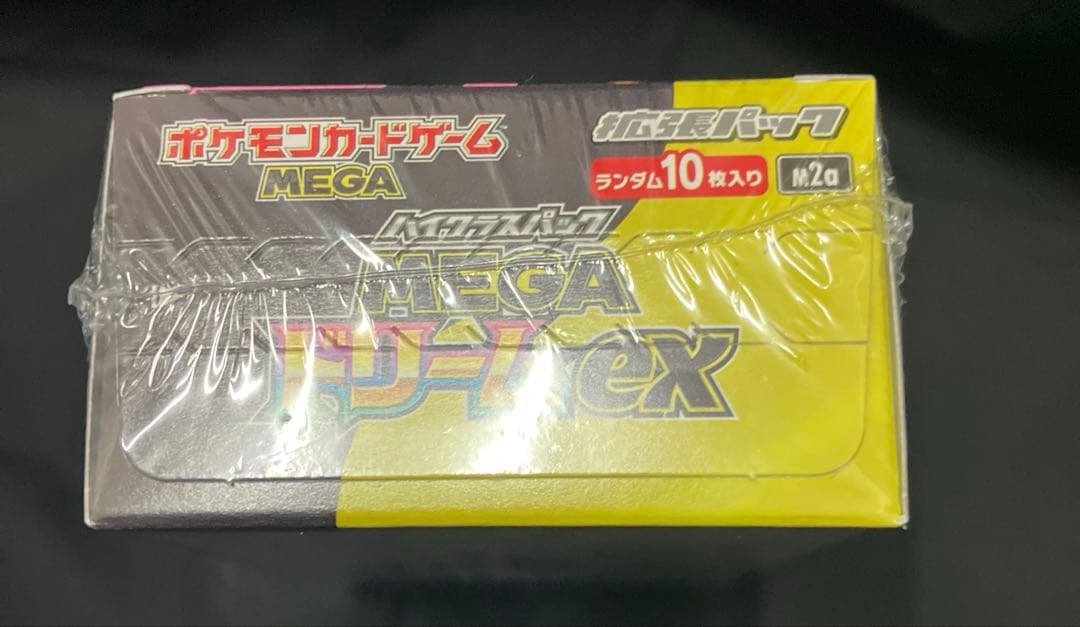 ポケモンカードゲーム
MEGA
拡張パック
ランダム10枚入り
M2a
ハイクラスパック
MEGA
ドリームex